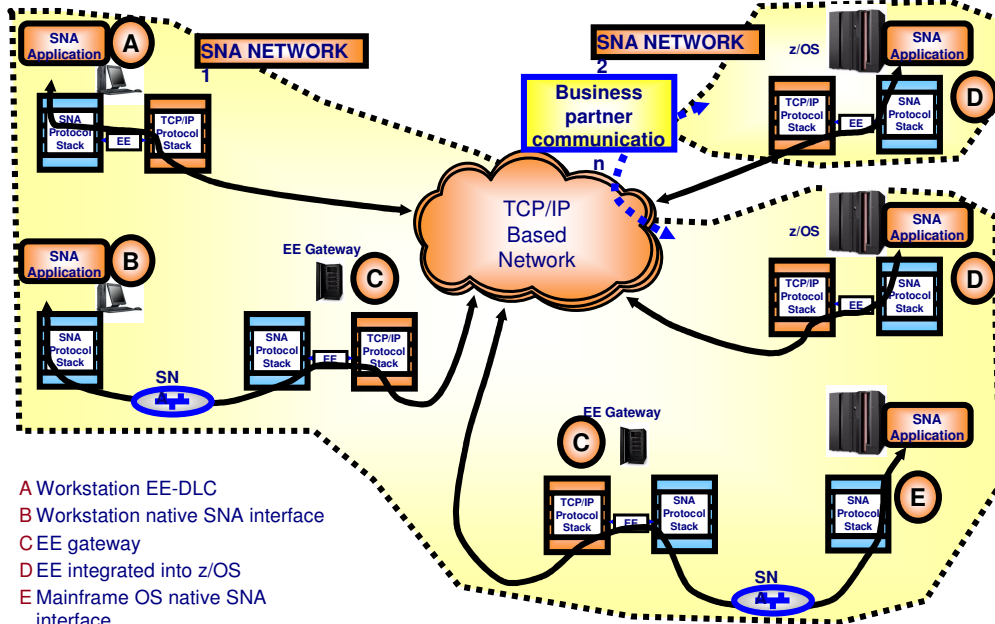 SNA
Application
A
SNA NETWORK
1
SNA NETWORK
2
z/OS
SNA
Application
D
Business
partner
communicatio
n
SNA
Protocol
Stack
EE
TCP/IP
Protocol
Stack
TCP/IP
Protocol
Stack
EE
SNA
Protocol
Stack
TCP/IP
Based
Network
z/OS
SNA
Application
D
SNA
Application
B
EE Gateway
C
TCP/IP
Protocol
Stack
EE
SNA
Protocol
Stack
SNA
Protocol
Stack
SN
A
SNA
Protocol
Stack
EE
TCP/IP
Protocol
Stack
EE Gateway
C
SNA
Application
E
TCP/IP
Protocol
Stack
EE
SNA
Protocol
Stack
SNA
Protocol
Stack
SN
A
A Workstation EE-DLC
B Workstation native SNA interface
C EE gateway
D EE integrated into z/OS
E Mainframe OS native SNA
interface